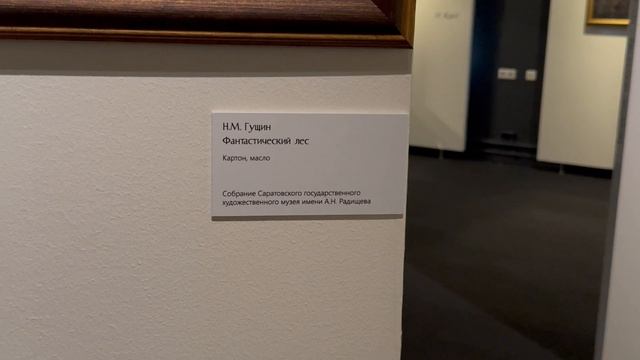 Н.М. Гущин
Фантастический лес
Картон, масло
Собрание Саратовского государственного
художественного музея имени А.Н. Радищева